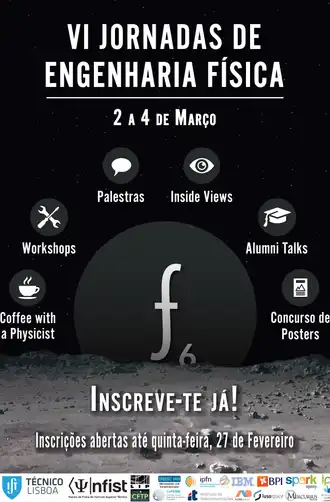 VI JORNADAS DE
ENGENHARIA FÍSICA
2 A 4 DE MARÇO
Palestras
Inside Views
Workshops
Alumni Talks
Coffee with
a Physicist
Concurso de
Posters
f6
INSCREVE-TE JÁ!
Inscrições abertas até quinta-feira, 27 de Fevereiro
TÉCNICO
LISBOA
nfist
CFTP
ipfn
IBM
BPI
spark